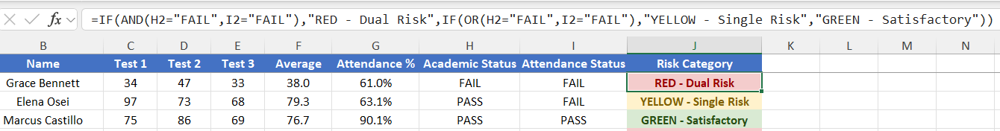 fx =IF(AND(H2="FAIL",I2="FAIL"),"RED - Dual Risk",IF(OR(H2="FAIL",I2="FAIL"),"YELLOW - Single Risk","GREEN - Satisfactory"))
B C D E F G H I J K L M N
Name Test 1 Test 2 Test 3 Average Attendance % Academic Status Attendance Status Risk Category
Grace Bennett 34 47 33 38.0 61.0% FAIL FAIL RED - Dual Risk
Elena Osei 97 73 68 79.3 63.1% PASS FAIL YELLOW - Single Risk
Marcus Castillo 75 86 69 76.7 90.1% PASS PASS GREEN - Satisfactory